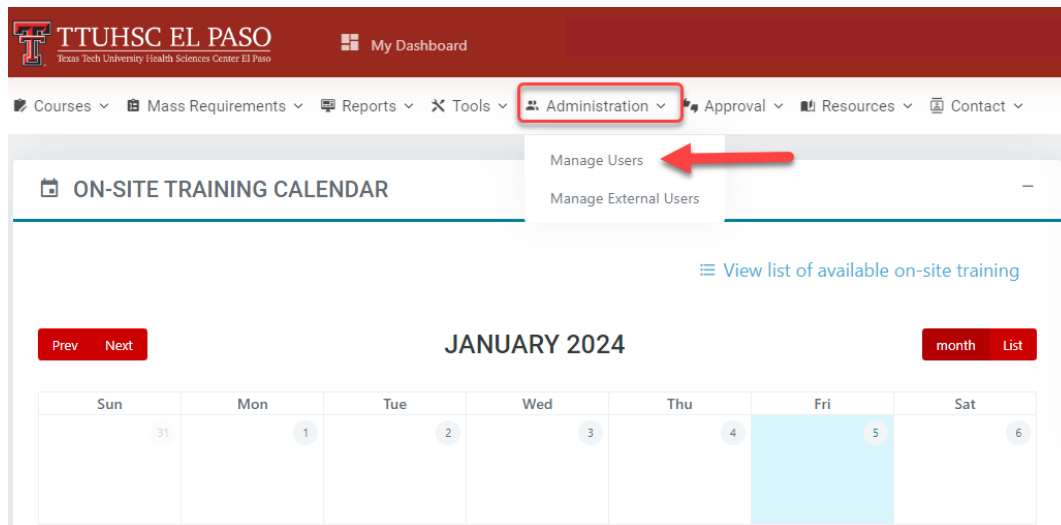 TTUHSC EL PASO
Texas Tech University Health Sciences Center El Paso
My Dashboard
Courses Mass Requirements Reports Tools Administration Approval Resources Contact
Manage Users
Manage External Users
ON-SITE TRAINING CALENDAR
View list of available on-site training
Prev Next JANUARY 2024 month List
Sun Mon Tue Wed Thu Fri Sat
31 1 2 3 4 5 6